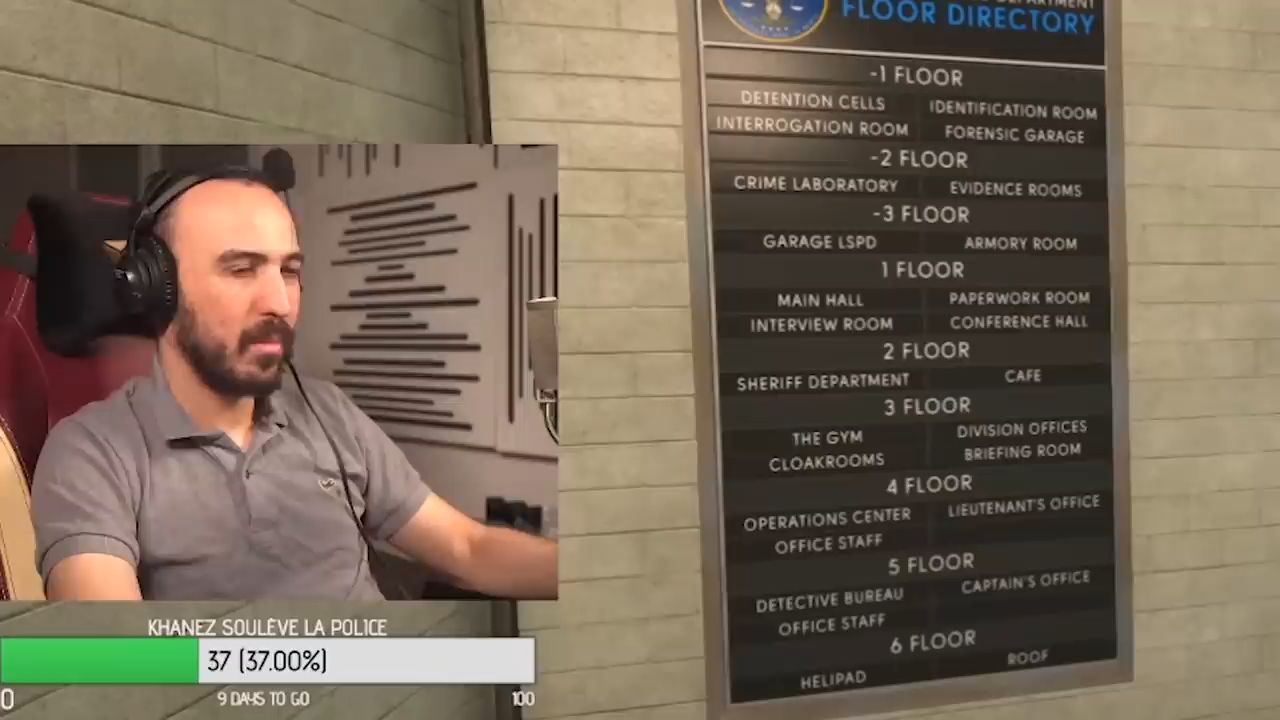 DEPARTMENT
FLOOR DIRECTORY
-1 FLOOR
DETENTION CELLS IDENTIFICATION ROOM
INTERROGATION ROOM FORENSIC GARAGE
-2 FLOOR
CRIME LABORATORY EVIDENCE ROOMS
-3 FLOOR
GARAGE LSPD ARMORY ROOM
1 FLOOR
MAIN HALL PAPERWORK ROOM
INTERVIEW ROOM CONFERENCE HALL
2 FLOOR
SHERIFF DEPARTMENT CAFE
3 FLOOR
THE GYM DIVISION OFFICES
CLOAKROOMS BRIEFING ROOM
4 FLOOR
OPERATIONS CENTER LIEUTENANT'S OFFICE
OFFICE STAFF
5 FLOOR
DETECTIVE BUREAU CAPTAIN'S OFFICE
OFFICE STAFF
6 FLOOR
HELIPAD ROOF
KHANEZ SOULÈVE LA POLICE
37 (37.00%)
0 9 DAYS TO GO 100